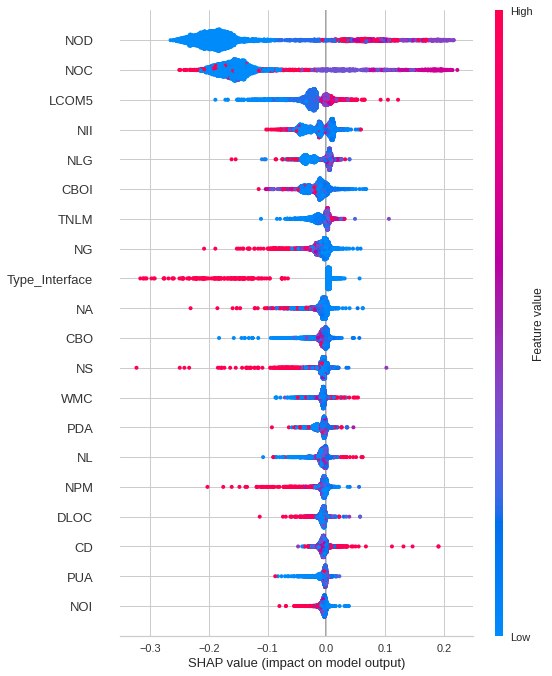 High
NOD
NOC
LCOM5
NII
NLG
CBOI
TNLM
NG
Type_Interface
NA
CBO
NS
WMC
PDA
NL
NPM
DLOC
CD
PUA
NOI
Feature value
Low
−0.3 −0.2 −0.1 0.0 0.1 0.2
SHAP value (impact on model output)